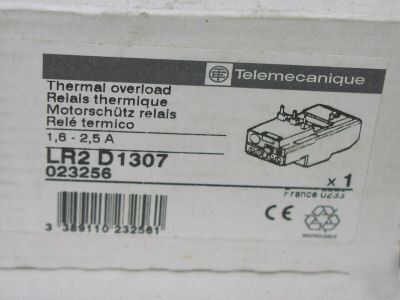 Telemecanique
Thermal overload
Relais thermique
Motorschütz relais
Relé termico
1,6 - 2,5 A
LR2 D1307
023256
x 1
France 0233
3 389110 232561
CE
RECYCLABLE